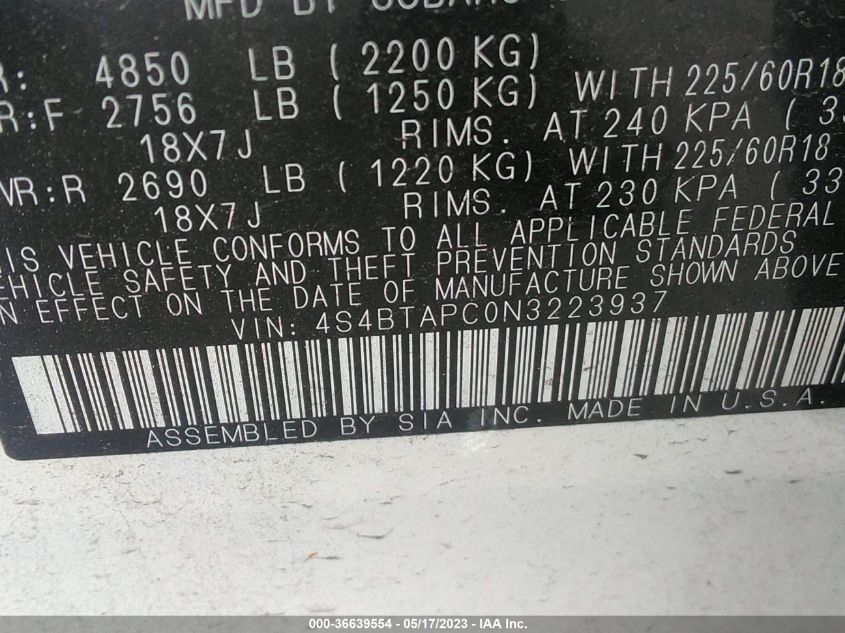 MFD BY SUBARU
R: 4850 LB ( 2200 KG)
R:F 2756 LB ( 1250 KG) WITH 225/60R18
18X7J RIMS. AT 240 KPA ( 33
VR:R 2690 LB ( 1220 KG) WITH 225/60R18
18X7J RIMS. AT 230 KPA ( 33
IS VEHICLE CONFORMS TO ALL APPLICABLE FEDERAL
EHICLE SAFETY AND THEFT PREVENTION STANDARDS
N EFFECT ON THE DATE OF MANUFACTURE SHOWN ABOVE
VIN: 4S4BTAPC0N3223937
ASSEMBLED BY SIA INC. MADE IN U.S.A.
000-36639554 - 05/17/2023 - IAA Inc.